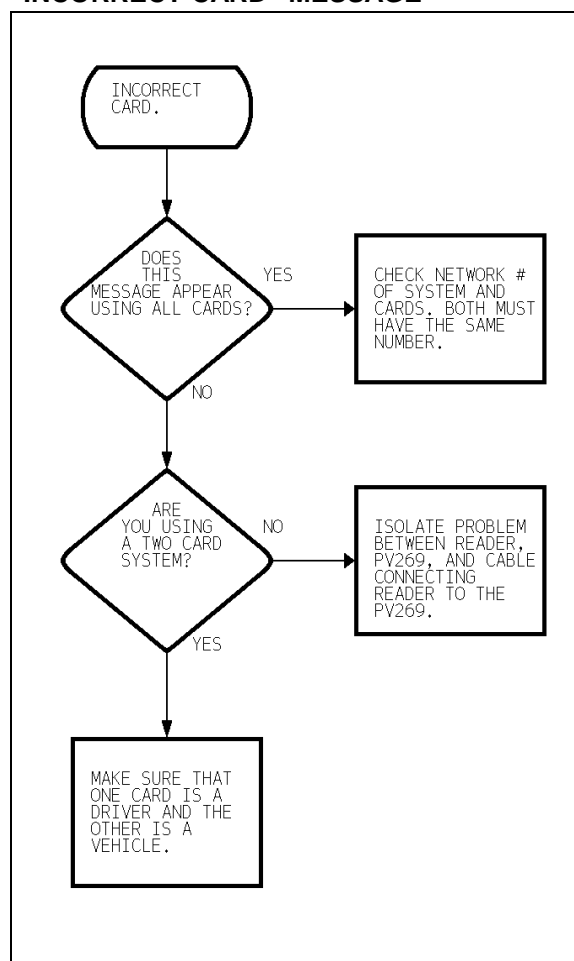 INCORRECT CARD" MESSAGE
INCORRECT
CARD.
DOES
THIS
MESSAGE APPEAR
USING ALL CARDS?
YES
CHECK NETWORK #
OF SYSTEM AND
CARDS. BOTH MUST
HAVE THE SAME
NUMBER.
NO
ARE
YOU USING
A TWO CARD
SYSTEM?
NO
ISOLATE PROBLEM
BETWEEN READER,
PV269, AND CABLE
CONNECTING
READER TO THE
PV269.
YES
MAKE SURE THAT
ONE CARD IS A
DRIVER AND THE
OTHER IS A
VEHICLE.